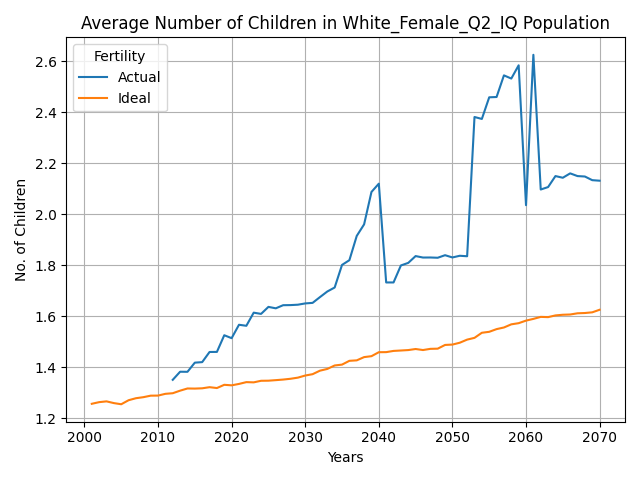 Average Number of Children in White_Female_Q2_IQ Population
Fertility
Actual
Ideal
No. of Children
2.6
2.4
2.2
2.0
1.8
1.6
1.4
1.2
2000 2010 2020 2030 2040 2050 2060 2070
Years